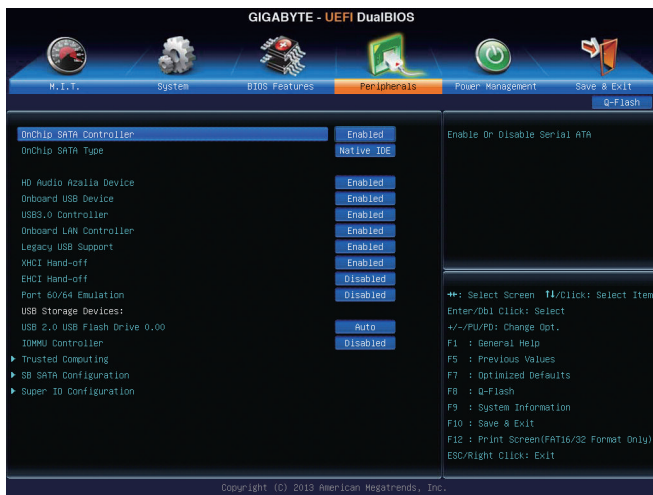 GIGABYTE - UEFI DualBIOS
M.I.T. System BIOS Features Peripherals Power Management Save & Exit
Q-Flash
OnChip SATA Controller Enabled
OnChip SATA Type Native IDE
HD Audio Azalia Device Enabled
Onboard USB Device Enabled
USB3.0 Controller Enabled
Onboard LAN Controller Enabled
Legacy USB Support Enabled
XHCI Hand-off Enabled
EHCI Hand-off Disabled
Port 60/64 Emulation Disabled
USB Storage Devices:
USB 2.0 USB Flash Drive 0.00 Auto
IOMMU Controller Disabled
Trusted Computing
SB SATA Configuration
Super IO Configuration
Enable Or Disable Serial ATA
→←: Select Screen ↑↓/Click: Select Item
Enter/Dbl Click: Select
+/-/PU/PD: Change Opt.
F1 : General Help
F5 : Previous Values
F7 : Optimized Defaults
F8 : Q-Flash
F9 : System Information
F10 : Save & Exit
F12 : Print Screen(FAT16/32 Format Only)
ESC/Right Click: Exit
Copyright (C) 2013 American Megatrends, Inc.